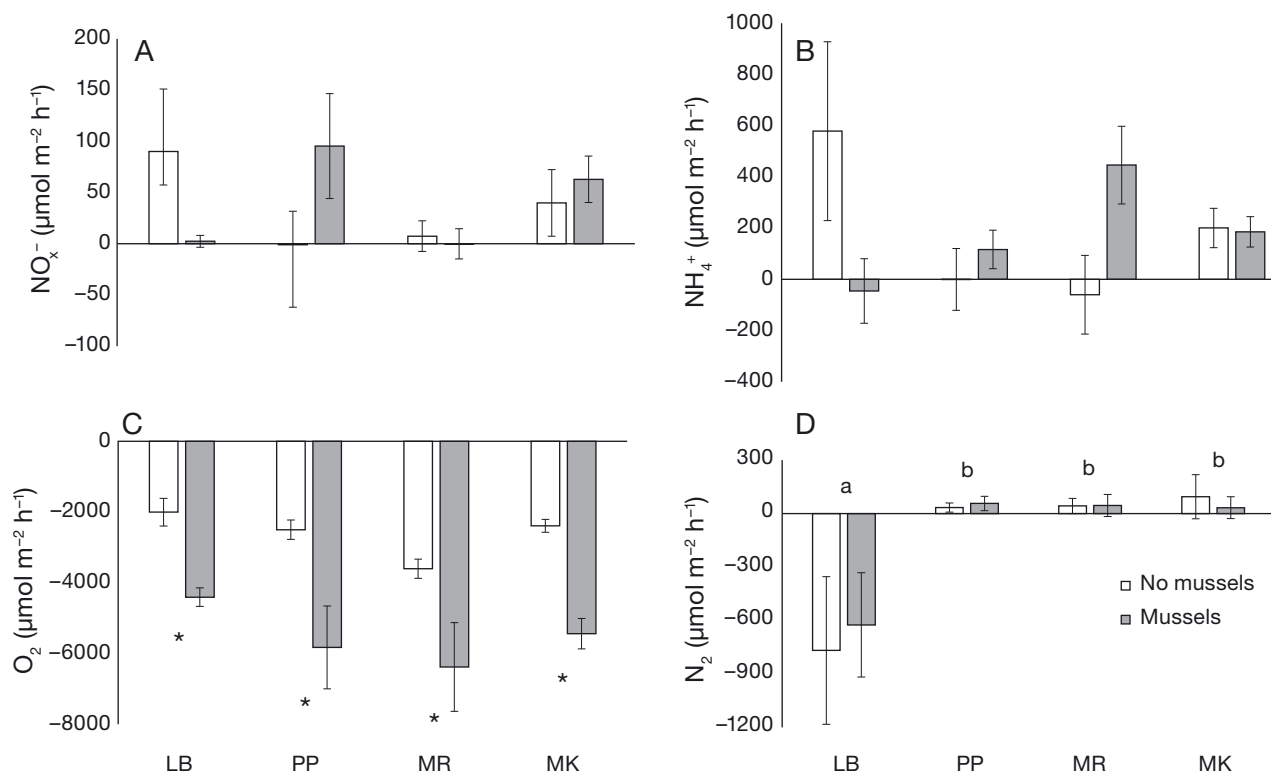 A
NOₓ⁻ (µmol m⁻² h⁻¹)
200
150
100
50
0
−50
−100
B
NH₄⁺ (µmol m⁻² h⁻¹)
1000
800
600
400
200
0
−200
−400
C
O₂ (µmol m⁻² h⁻¹)
0
−2000
−4000
−6000
−8000
* * * *
LB PP MR MK
D
N₂ (µmol m⁻² h⁻¹)
300
0
−300
−600
−900
−1200
a b b b
No mussels
Mussels
LB PP MR MK